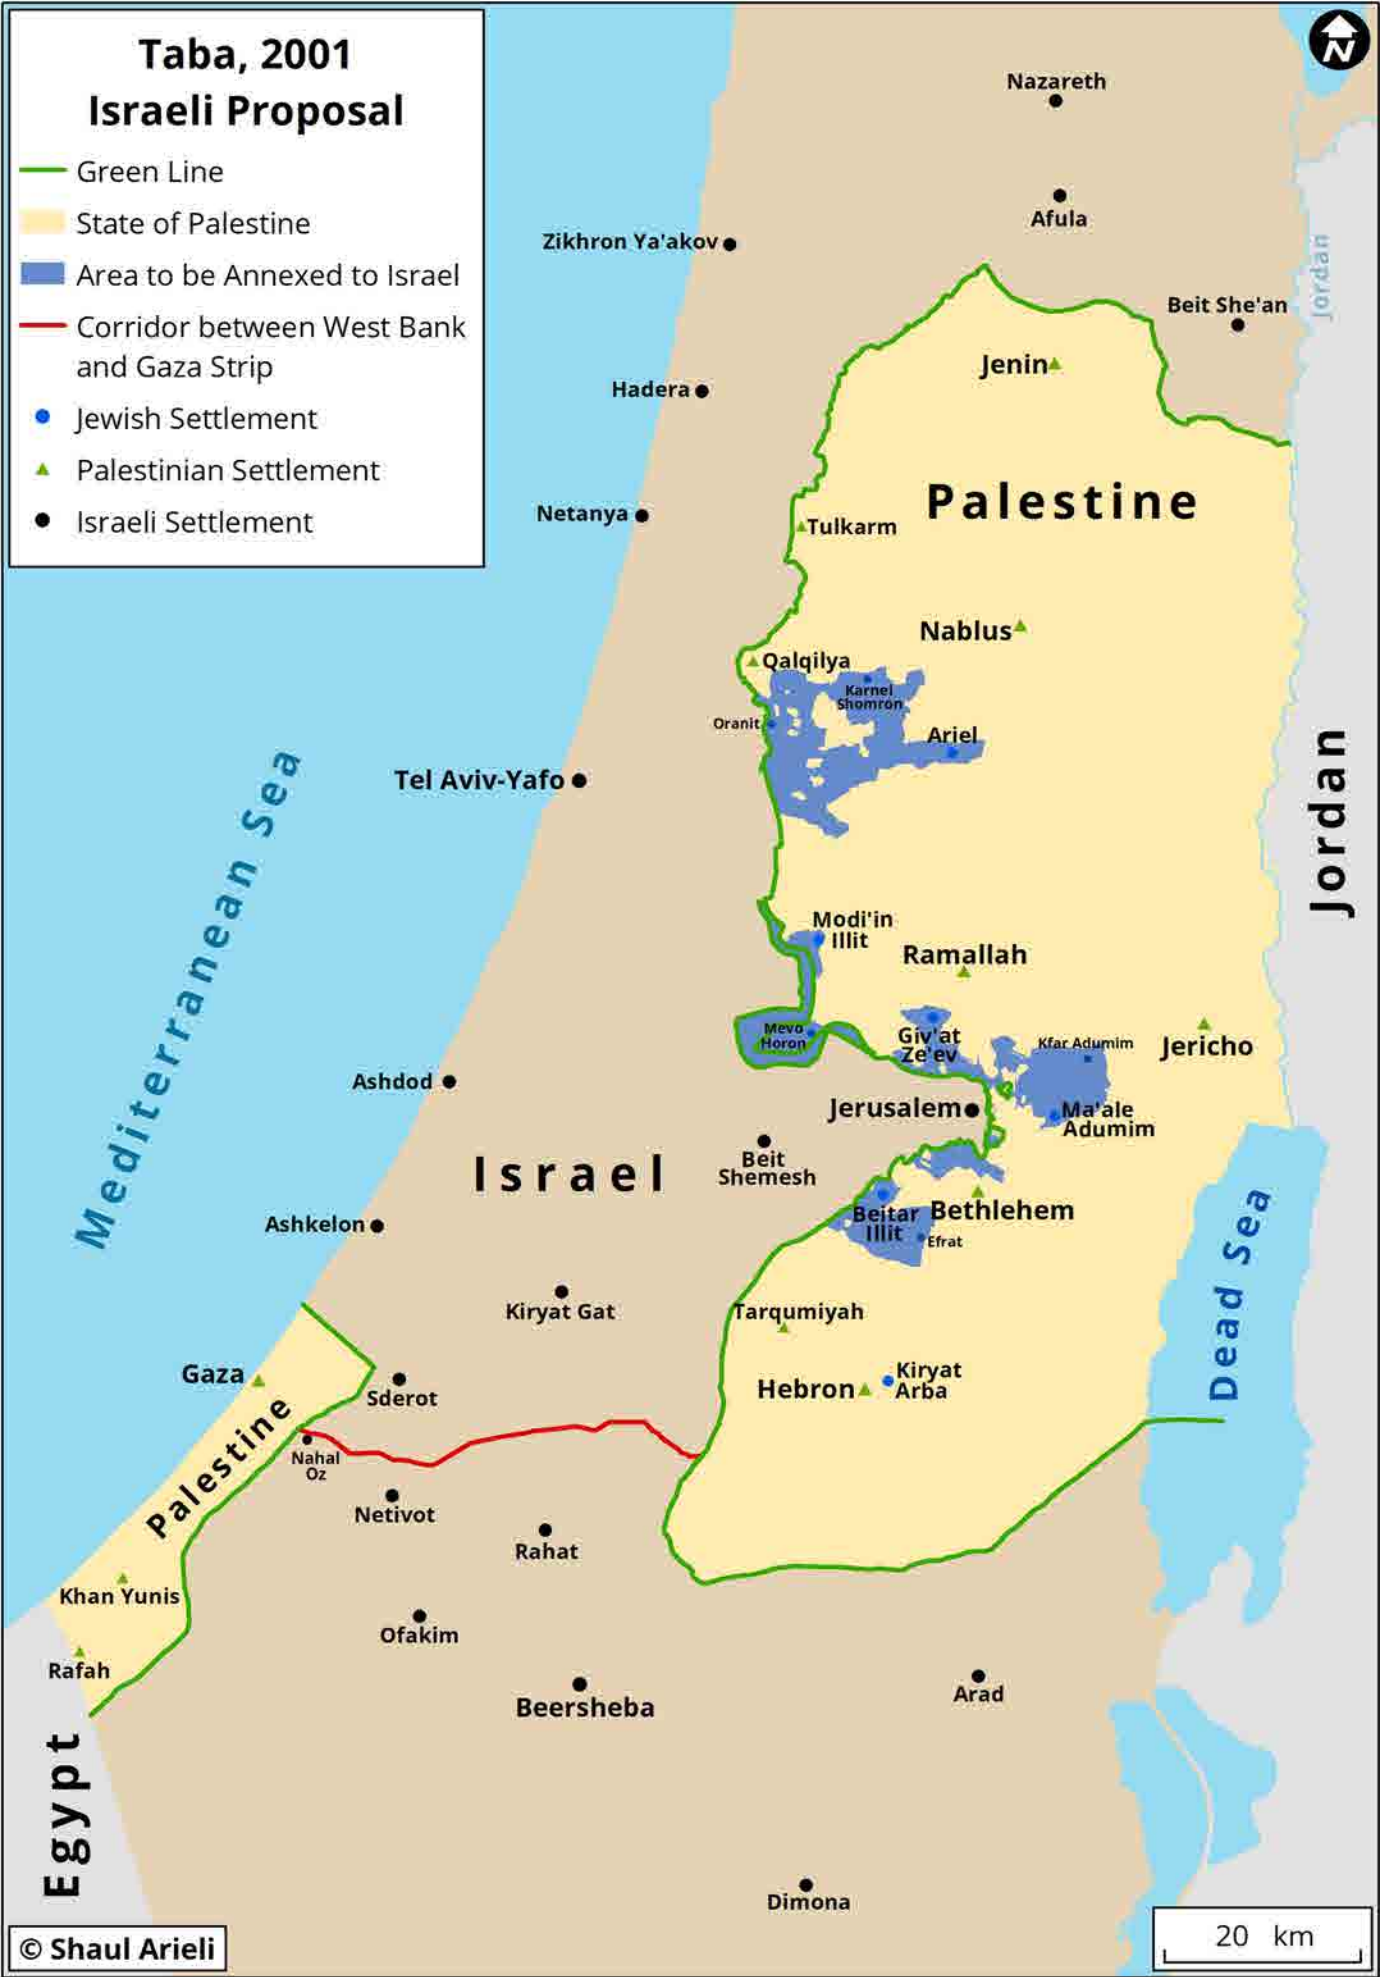 Taba, 2001
Israeli Proposal
Green Line
State of Palestine
Area to be Annexed to Israel
Corridor between West Bank
and Gaza Strip
Jewish Settlement
Palestinian Settlement
Israeli Settlement
N
Nazareth
Afula
Zikhron Ya'akov
Jordan
Beit She'an
Jenin
Hadera
Palestine
Netanya
Tulkarm
Nablus
Qalqilya
Karnel
Shomron
Oranit
Ariel
Tel Aviv-Yafo
Jordan
Mediterranean Sea
Modi'in
Illit
Ramallah
Mevo
Horon
Giv'at
Ze'ev
Kfar Adumim
Jericho
Ashdod
Jerusalem
Ma'ale
Adumim
Beit
Shemesh
Israel
Ashkelon
Beitar
Illit
Bethlehem
Efrat
Dead Sea
Kiryat Gat
Tarqumiyah
Gaza
Sderot
Hebron
Kiryat
Arba
Palestine
Nahal
Oz
Netivot
Rahat
Khan Yunis
Ofakim
Rafah
Beersheba
Arad
Egypt
Dimona
© Shaul Arieli
20 km